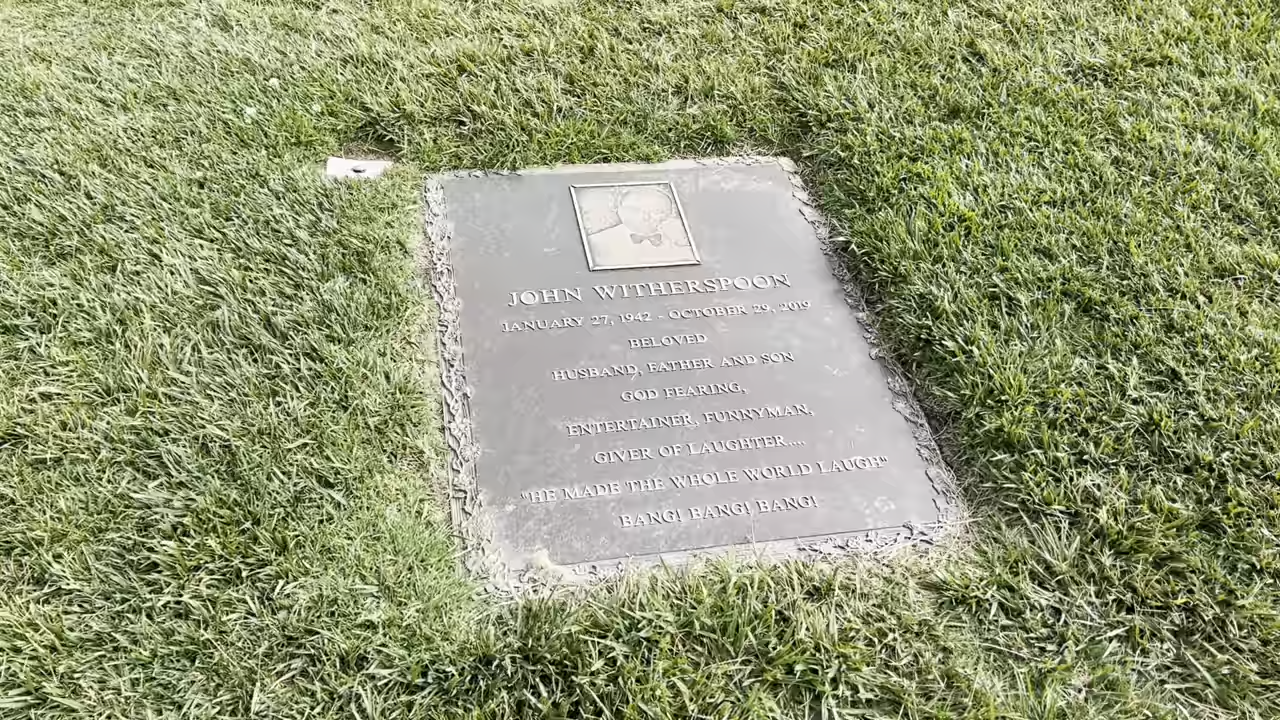 JOHN WITHERSPOON
JANUARY 27, 1942 - OCTOBER 29, 2019
BELOVED
HUSBAND, FATHER AND SON
GOD FEARING,
ENTERTAINER, FUNNYMAN,
GIVER OF LAUGHTER....
"HE MADE THE WHOLE WORLD LAUGH"
BANG! BANG! BANG!